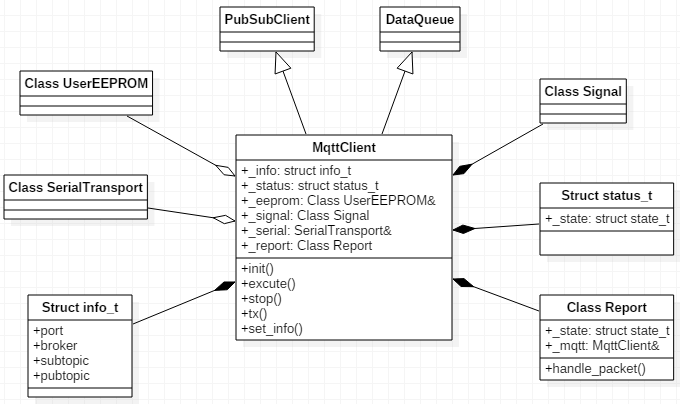 PubSubClient
DataQueue
Class UserEEPROM
Class Signal
MqttClient
+_info: struct info_t
+_status: struct status_t
+_eeprom: Class UserEEPROM&
+_signal: Class Signal
+_serial: SerialTransport&
+_report: Class Report
+init()
+excute()
+stop()
+tx()
+set_info()
Class SerialTransport
Struct status_t
+_state: struct state_t
Struct info_t
+port
+broker
+subtopic
+pubtopic
Class Report
+_state: struct state_t
+_mqtt: MqttClient&
+handle_packet()